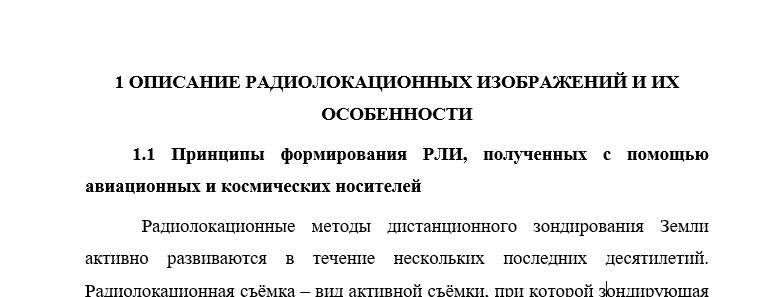 1 ОПИСАНИЕ РАДИОЛОКАЦИОННЫХ ИЗОБРАЖЕНИЙ И ИХ
ОСОБЕННОСТИ
1.1 Принципы формирования РЛИ, полученных с помощью
авиационных и космических носителей
Радиолокационные методы дистанционного зондирования Земли
активно развиваются в течение нескольких последних десятилетий.
Радиолокационная съёмка – вид активной съёмки, при которой зондирующая